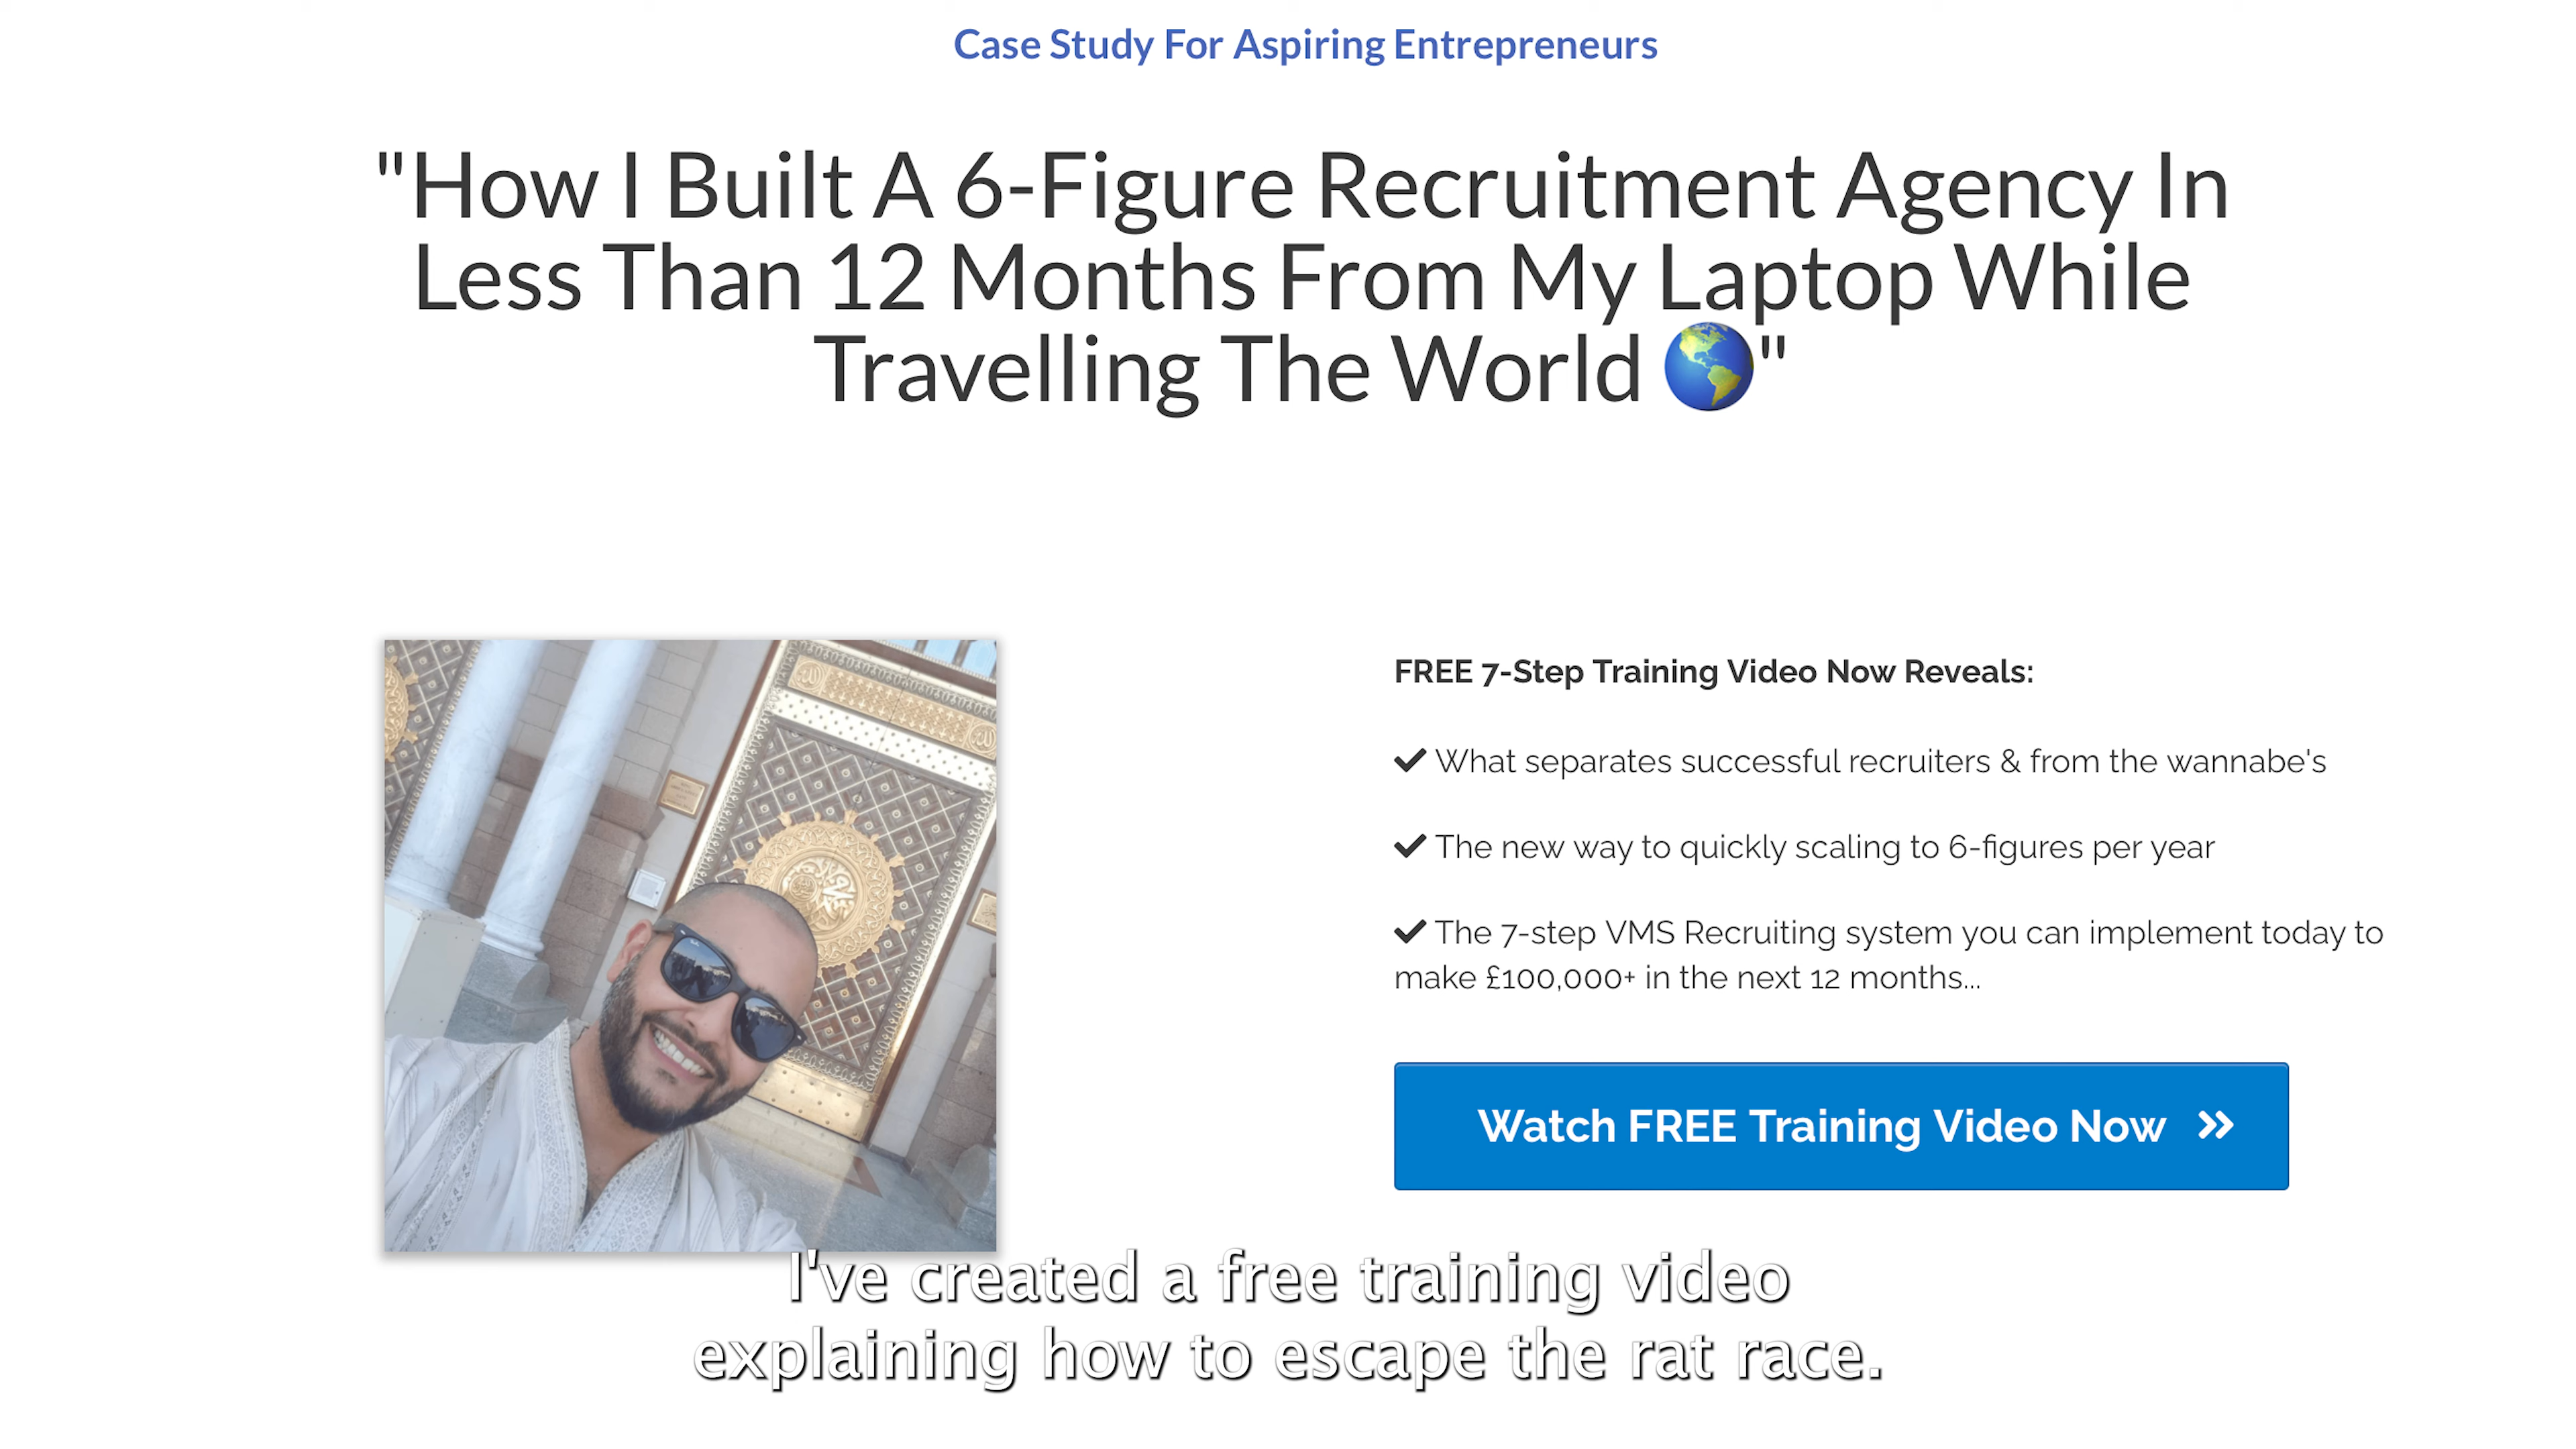 Case Study For Aspiring Entrepreneurs
"How I Built A 6-Figure Recruitment Agency In
Less Than 12 Months From My Laptop While
Travelling The World 🌎"
FREE 7-Step Training Video Now Reveals:
✔ What separates successful recruiters & from the wannabe's
✔ The new way to quickly scaling to 6-figures per year
✔ The 7-step VMS Recruiting system you can implement today to
make £100,000+ in the next 12 months...
Watch FREE Training Video Now »
I've created a free training video
explaining how to escape the rat race.